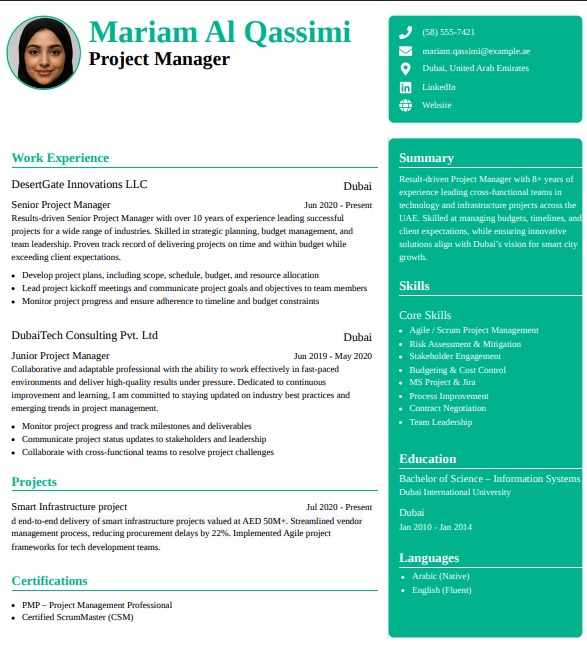 Mariam Al Qassimi
Project Manager
(58) 555-7421
mariam.qassimi@example.ae
Dubai, United Arab Emirates
LinkedIn
Website
Work Experience
DesertGate Innovations LLC
Dubai
Senior Project Manager
Jun 2020 - Present
Results-driven Senior Project Manager with over 10 years of experience leading successful
projects for a wide range of industries. Skilled in strategic planning, budget management, and
team leadership. Proven track record of delivering projects on time and within budget while
exceeding client expectations.
• Develop project plans, including scope, schedule, budget, and resource allocation
• Lead project kickoff meetings and communicate project goals and objectives to team members
• Monitor project progress and ensure adherence to timeline and budget constraints
DubaiTech Consulting Pvt. Ltd
Dubai
Junior Project Manager
Jun 2019 - May 2020
Collaborative and adaptable professional with the ability to work effectively in fast-paced
environments and deliver high-quality results under pressure. Dedicated to continuous
improvement and learning, I am committed to staying updated on industry best practices and
emerging trends in project management.
• Monitor project progress and track milestones and deliverables
• Communicate project status updates to stakeholders and leadership
• Collaborate with cross-functional teams to resolve project challenges
Projects
Smart Infrastructure project
Jul 2020 - Present
d end-to-end delivery of smart infrastructure projects valued at AED 50M+. Streamlined vendor
management process, reducing procurement delays by 22%. Implemented Agile project
frameworks for tech development teams.
Certifications
• PMP – Project Management Professional
• Certified ScrumMaster (CSM)
Summary
Result-driven Project Manager with 8+ years of
experience leading cross-functional teams in
technology and infrastructure projects across the
UAE. Skilled at managing budgets, timelines, and
client expectations, while ensuring innovative
solutions align with Dubai's vision for smart city
growth.
Skills
Core Skills
• Agile / Scrum Project Management
• Risk Assessment & Mitigation
• Stakeholder Engagement
• Budgeting & Cost Control
• MS Project & Jira
• Process Improvement
• Contract Negotiation
• Team Leadership
Education
Bachelor of Science – Information Systems
Dubai International University
Dubai
Jan 2010 - Jan 2014
Languages
• Arabic (Native)
• English (Fluent)